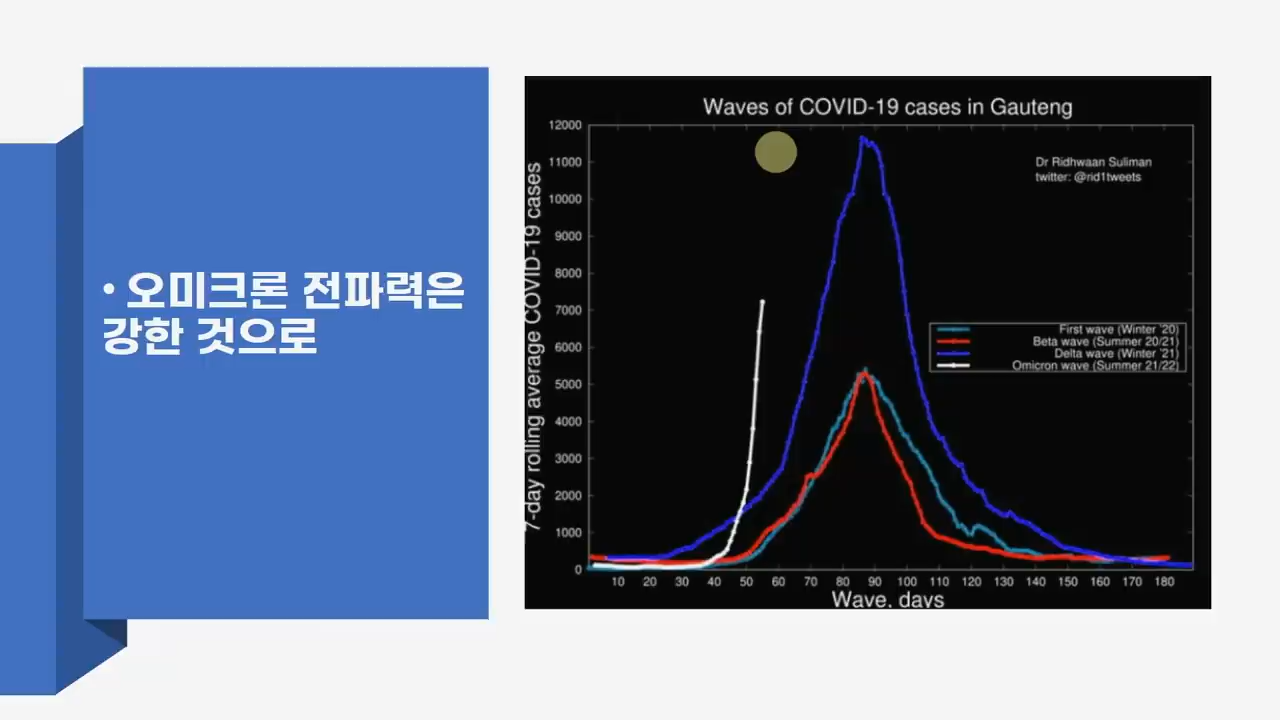 • 오미크론 전파력은
강한 것으로
Waves of COVID-19 cases in Gauteng
Dr Ridhwaan Suliman
twitter: @rid1tweets
7-day rolling average COVID-19 cases
12000
11000
10000
9000
8000
7000
6000
5000
4000
3000
2000
1000
0
First wave (Winter '20)
Beta wave (Summer 20/21)
Delta wave (Winter '21)
Omicron wave (Summer 21/22)
10 20 30 40 50 60 70 80 90 100 110 120 130 140 150 160 170 180
Wave, days